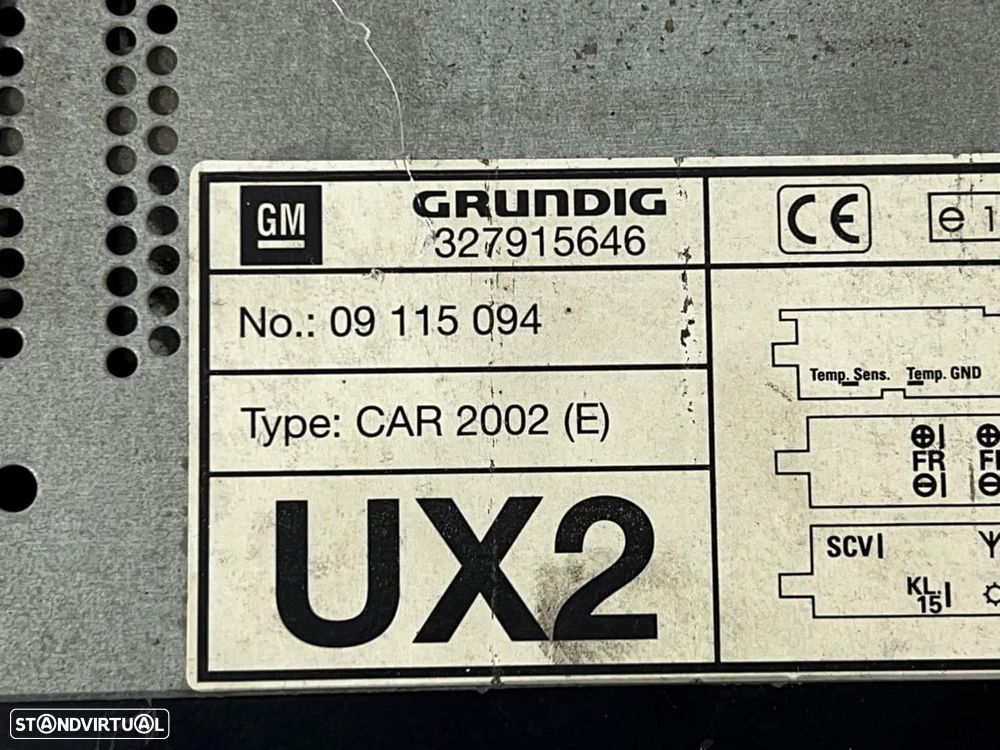 GM
GRUNDIG
327915646
No.: 09 115 094
Type: CAR 2002 (E)
UX2
CE
e 1
Temp. Sens. Temp. GND
FR
SCV
KL.
15
STANDVIRTUAL